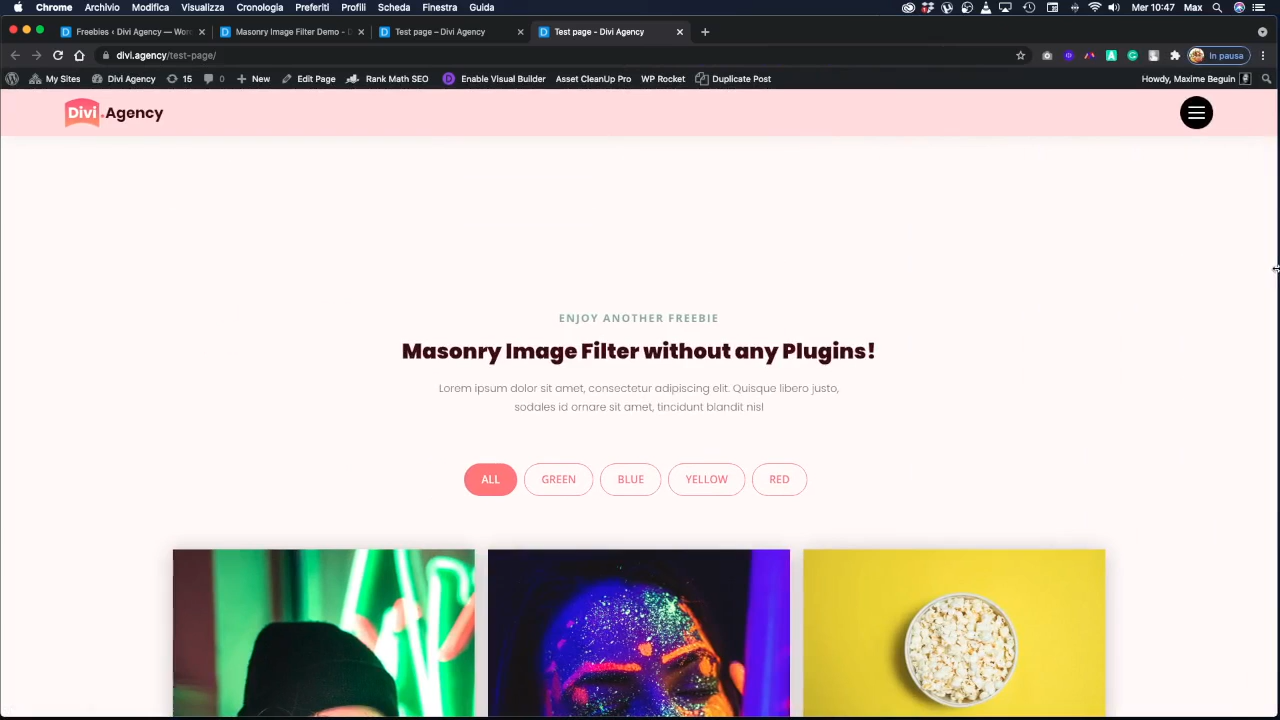 Chrome Archivio Modifica Visualizza Cronologia Preferiti Profili Scheda Finestra Guida Mar 10:47 Max
Freebies ‹ Divi Agency — Wor Masonry Image Filter Demo - D Test page – Divi Agency Test page - Divi Agency
divi.agency/test-page/ In pausa
My Sites Divi Agency 15 0 New Edit Page Rank Math SEO Enable Visual Builder Asset CleanUp Pro WP Rocket Duplicate Post Howdy, Maxime Beguin
Divi.Agency
ENJOY ANOTHER FREEBIE
Masonry Image Filter without any Plugins!
Lorem ipsum dolor sit amet, consectetur adipiscing elit. Quisque libero justo,
sodales id ornare sit amet, tincidunt blandit nisl
ALL GREEN BLUE YELLOW RED